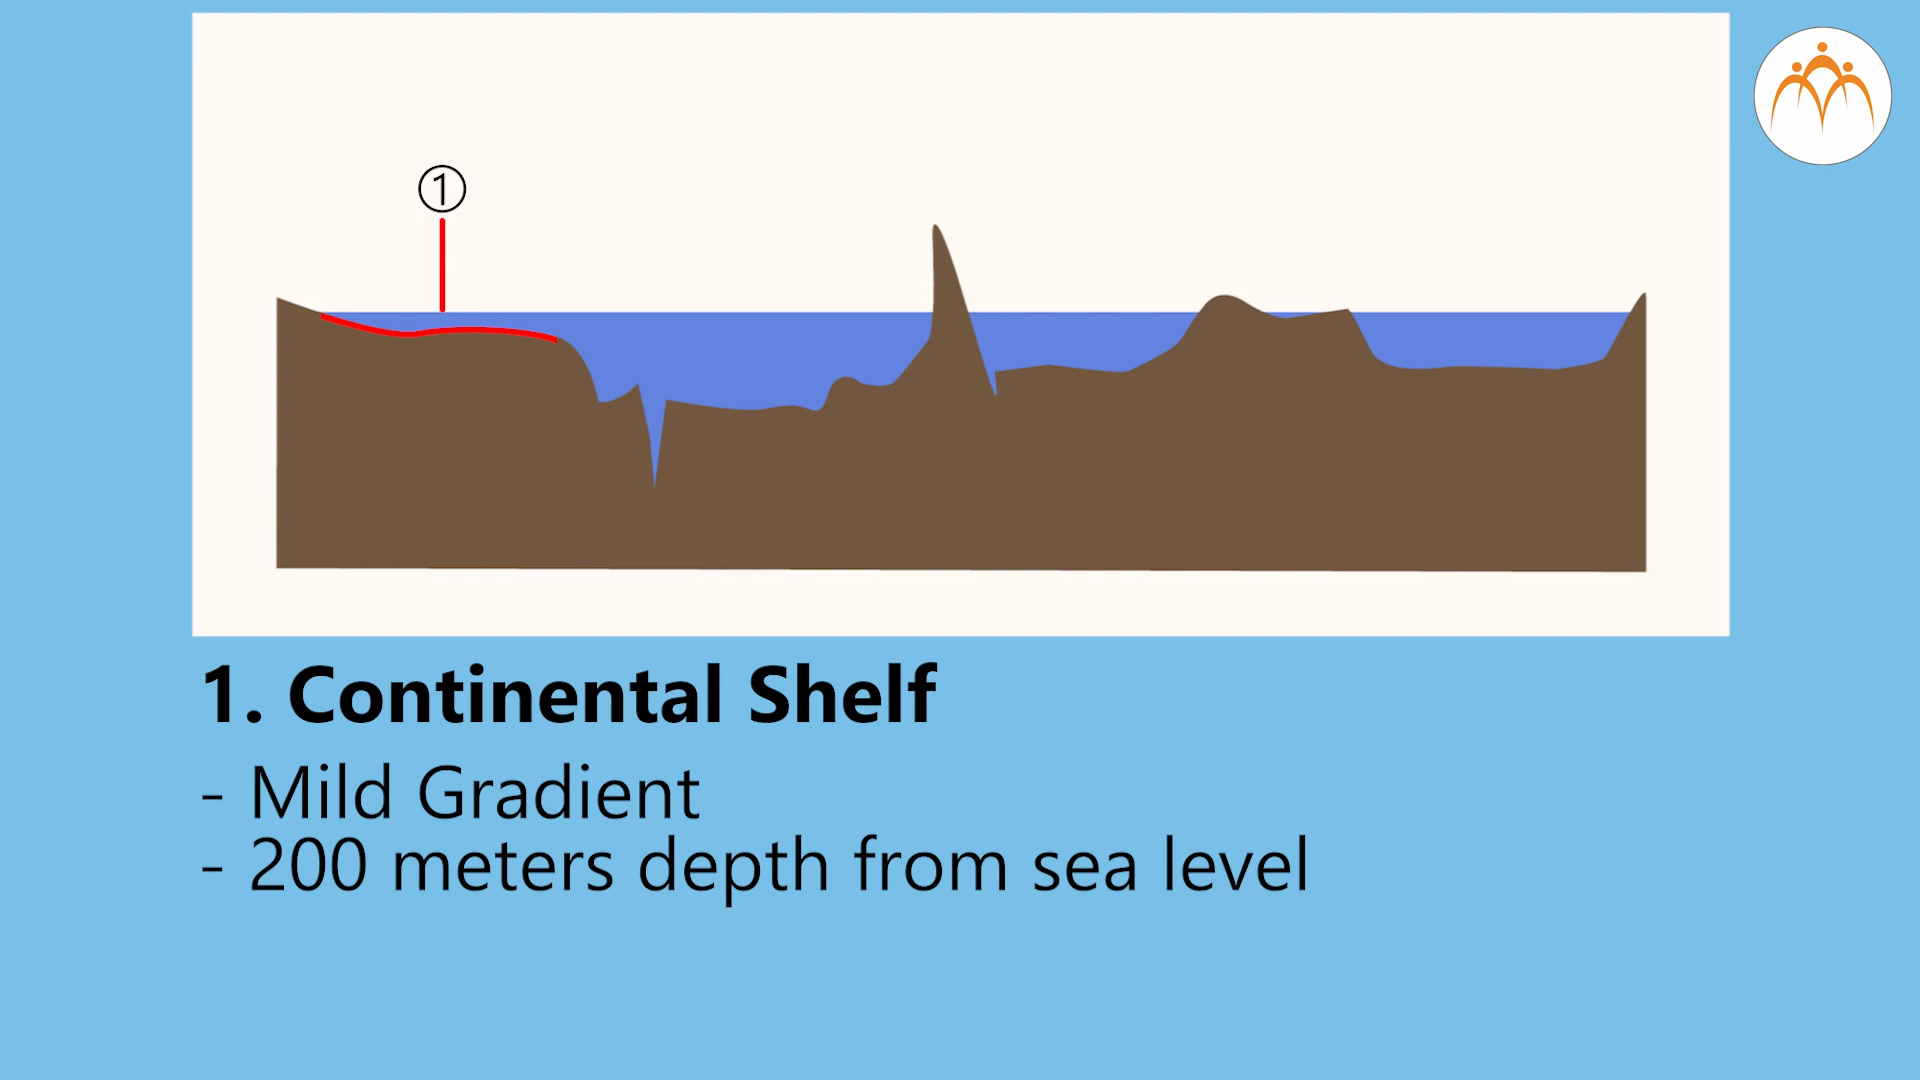 ①
1. Continental Shelf
- Mild Gradient
- 200 meters depth from sea level